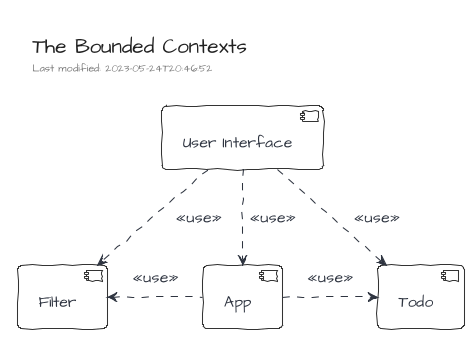 The Bounded Contexts
Last modified: 2023-05-24T20:46:52
User Interface
«use»
«use»
«use»
«use»
«use»
Filter
App
Todo